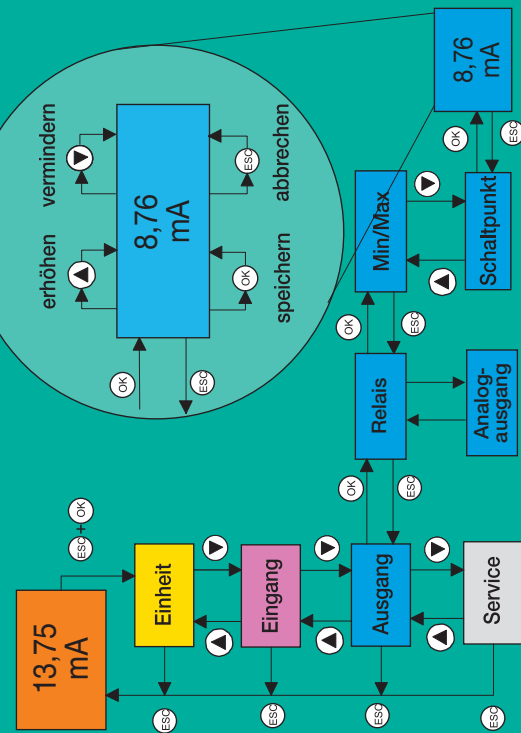 13,75
mA
ESC
+
OK
Einheit
ESC
Eingang
ESC
Ausgang
ESC
Service
ESC
OK
ESC
Relais
Analog-
ausgang
OK
ESC
Min/Max
Schaltpunkt
OK
ESC
8,76
mA
erhöhen
vermindern
OK
ESC
8,76
mA
OK
ESC
speichern
abbrechen